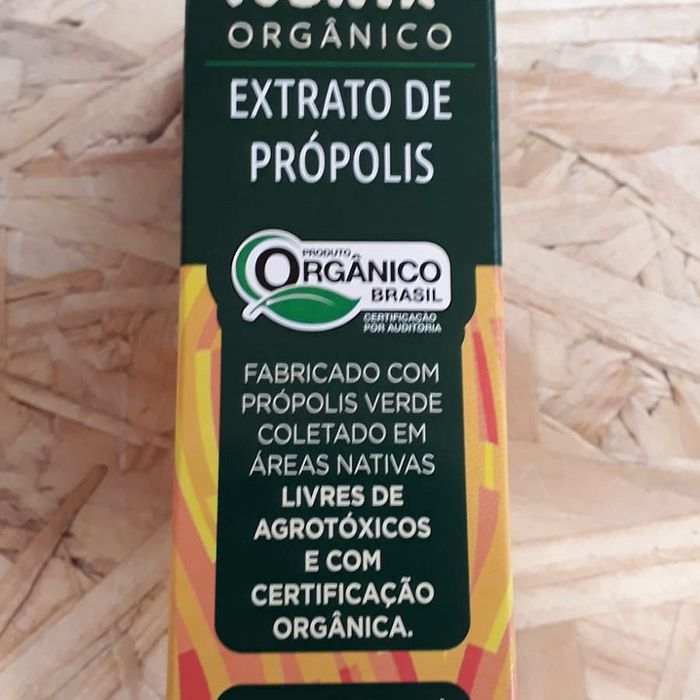 ORGÂNICO
EXTRATO DE
PRÓPOLIS
PRODUTO
ORGÂNICO
BRASIL
CERTIFICAÇÃO
POR AUDITORIA
FABRICADO COM
PRÓPOLIS VERDE
COLETADO EM
ÁREAS NATIVAS
LIVRES DE
AGROTÓXICOS
E COM
CERTIFICAÇÃO
ORGÂNICA.